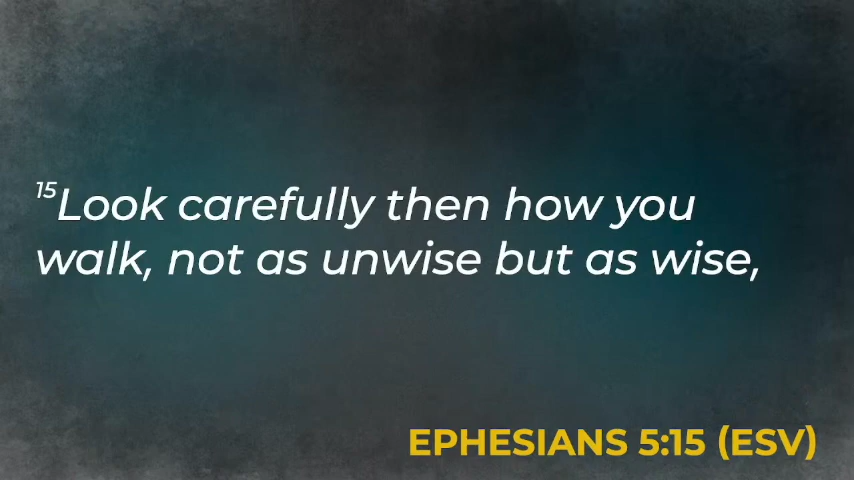 15Look carefully then how you
walk, not as unwise but as wise,
EPHESIANS 5:15 (ESV)